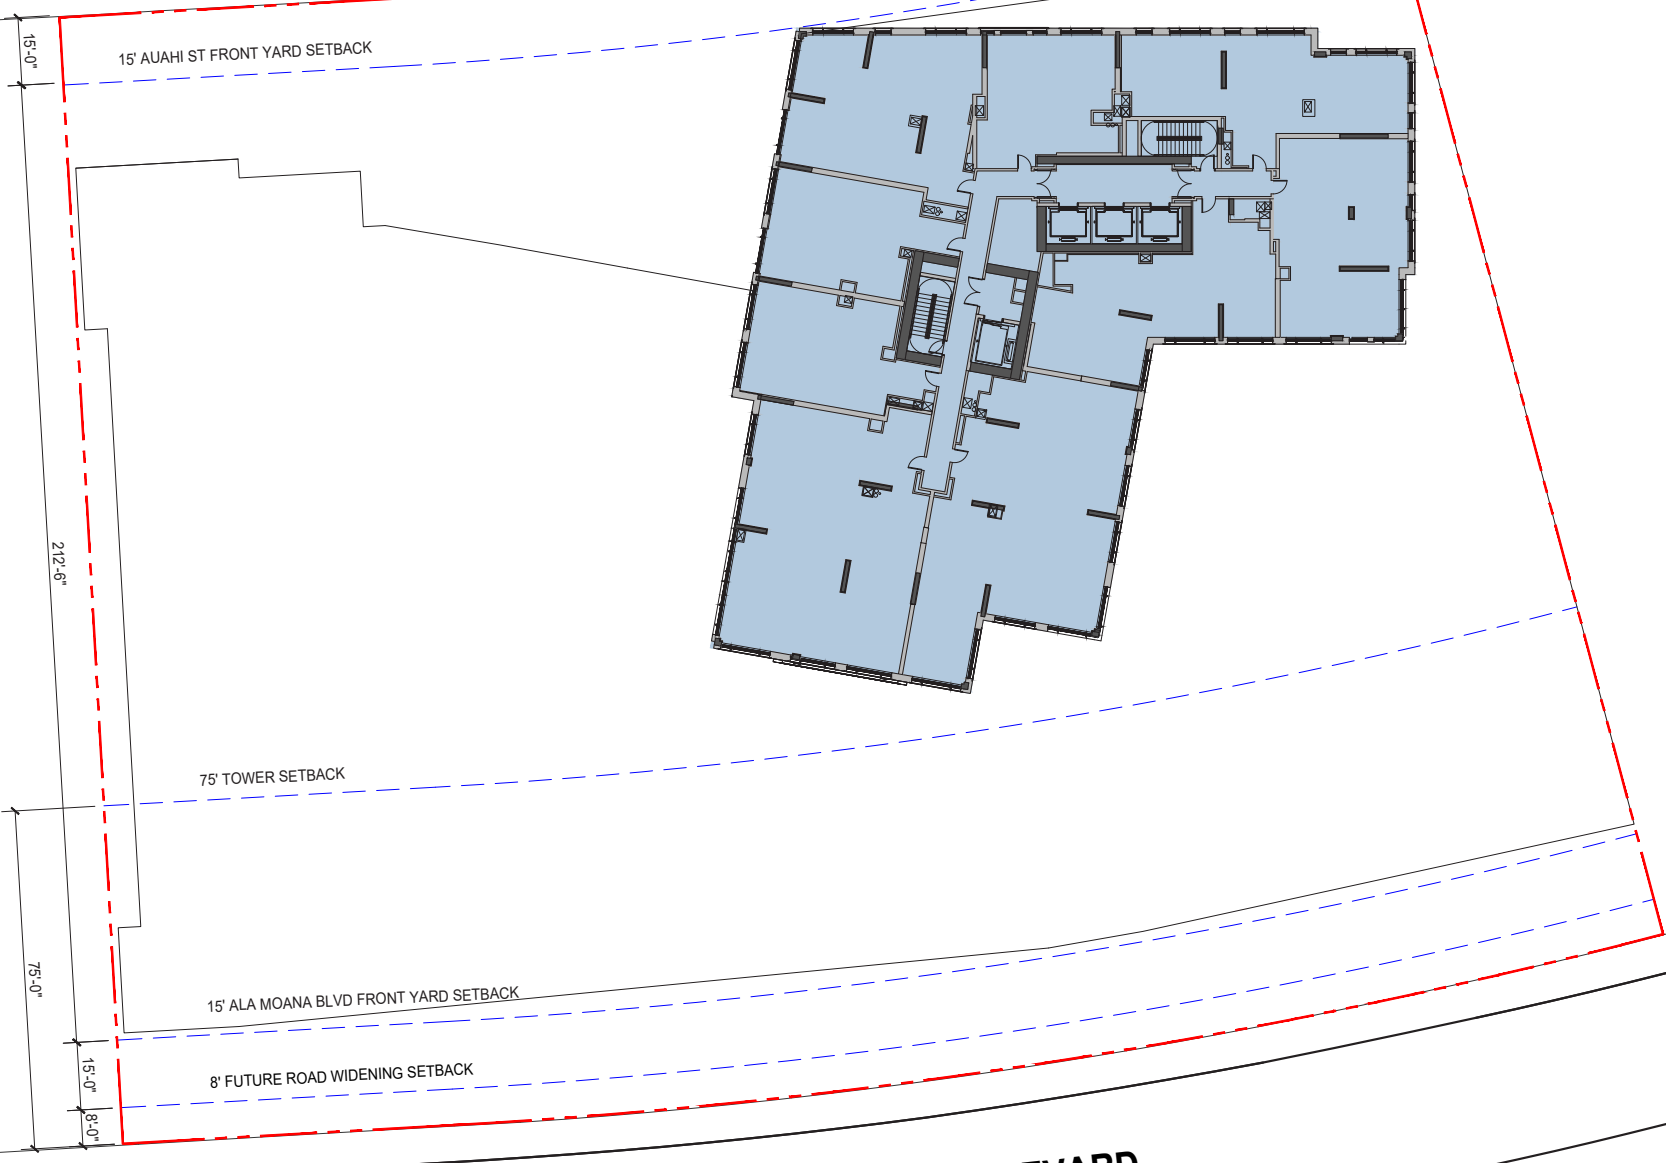 15'-0"
15' AUAHI ST FRONT YARD SETBACK
212'-6"
75' TOWER SETBACK
75'-0"
15' ALA MOANA BLVD FRONT YARD SETBACK
15'-0"
8' FUTURE ROAD WIDENING SETBACK
8'-0"